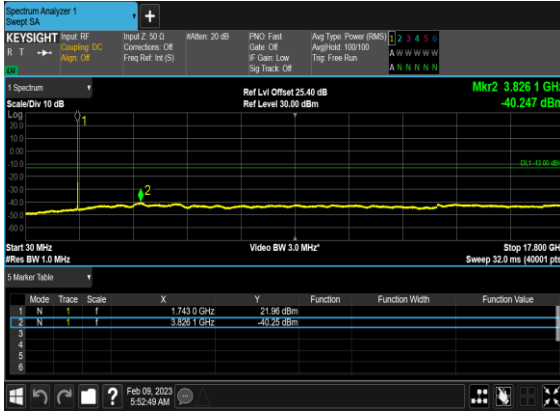 Spectrum Analyzer 1
Swept SA
+
KEYSIGHT Input: RF Input Z: 50 Ω #Atten: 20 dB PNO: Fast Avg Type: Power (RMS) 1 2 3 4 5 6
R T Coupling: DC Corrections: Off Gate: Off Avg|Hold: 100/100 A W W W W W
Align: Off Freq Ref: Int (S) IF Gain: Low Trig: Free Run
Sig Track: Off A N N N N N
1 Spectrum Ref Lvl Offset 25.40 dB Mkr2 3.826 1 GHz
Scale/Div 10 dB Ref Level 30.00 dBm -40.247 dBm
Log
20.0 1
10.0
0.00
-10.0 DL1 -13.00 dBm
-20.0
-30.0
-40.0 2
-50.0
-60.0
Start 30 MHz Video BW 3.0 MHz* Stop 17.800 GHz
#Res BW 1.0 MHz Sweep 32.0 ms (40001 pts)
5 Marker Table
Mode Trace Scale X Y Function Function Width Function Value
1 N 1 f 1.743 0 GHz 21.96 dBm
2 N 1 f 3.826 1 GHz -40.25 dBm
3
4
5
6
? Feb 09, 2023
5:52:49 AM